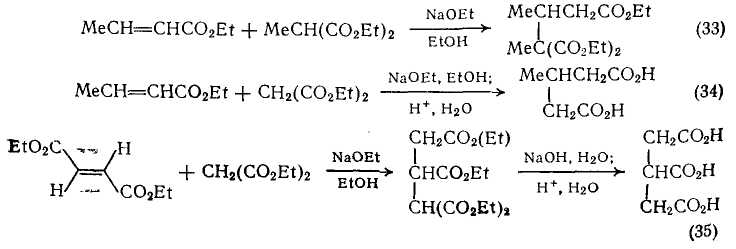 MeCH=CHCO₂Et + MeCH(CO₂Et)₂ NaOEt EtOH MeCHCH₂CO₂Et MeC(CO₂Et)₂ (33)
MeCH=CHCO₂Et + CH₂(CO₂Et)₂ NaOEt, EtOH; H⁺, H₂O MeCHCH₂CO₂H CH₂CO₂H (34)
EtO₂C H H CO₂Et + CH₂(CO₂Et)₂ NaOEt EtOH CH₂CO₂(Et) CHCO₂Et CH(CO₂Et)₂ NaOH, H₂O; H⁺, H₂O CH₂CO₂H CHCO₂H CH₂CO₂H
(35)